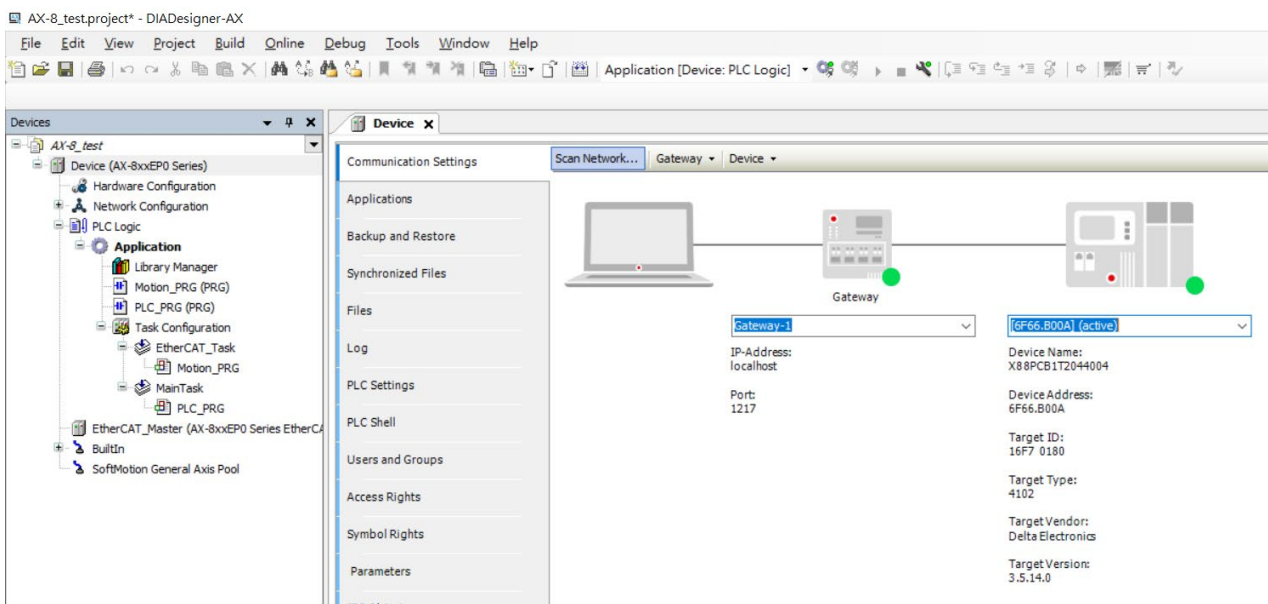 AX-8_test.project* - DIADesigner-AX
File Edit View Project Build Online Debug Tools Window Help
Application [Device: PLC Logic]
Devices
AX-8_test
Device (AX-8xxEP0 Series)
Hardware Configuration
Network Configuration
PLC Logic
Application
Library Manager
Motion_PRG (PRG)
PLC_PRG (PRG)
Task Configuration
EtherCAT_Task
Motion_PRG
MainTask
PLC_PRG
EtherCAT_Master (AX-8xxEP0 Series EtherCA
BuiltIn
SoftMotion General Axis Pool
Device
Communication Settings
Applications
Backup and Restore
Synchronized Files
Files
Log
PLC Settings
PLC Shell
Users and Groups
Access Rights
Symbol Rights
Parameters
Scan Network... Gateway Device
Gateway
Gateway-1
IP-Address:
localhost
Port:
1217
[6F66.B00A] (active)
Device Name:
X88PCB1T2044004
Device Address:
6F66.B00A
Target ID:
16F7 0180
Target Type:
4102
Target Vendor:
Delta Electronics
Target Version:
3.5.14.0